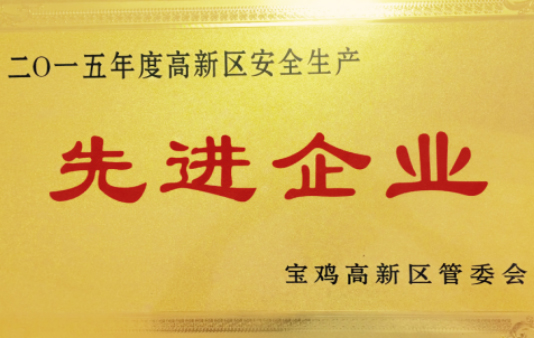 二〇一五年度高新区安全生产
先进企业
宝鸡高新区管委会